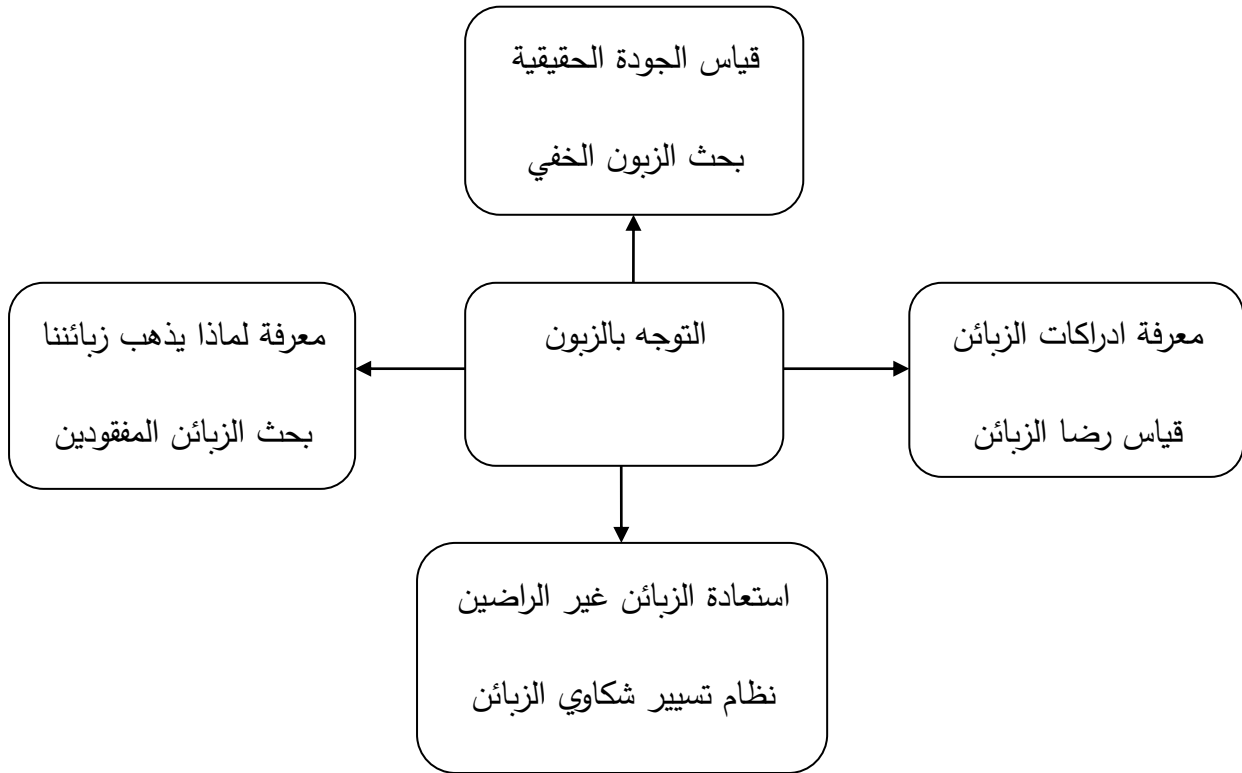 قياس الجودة الحقيقية
بحث الزبون الخفي
معرفة ادراكات الزبائن
قياس رضا الزبائن
التوجه بالزبون
معرفة لماذا يذهب زبائننا
بحث الزبائن المفقودين
استعادة الزبائن غير الراضين
نظام تسيير شكاوي الزبائن